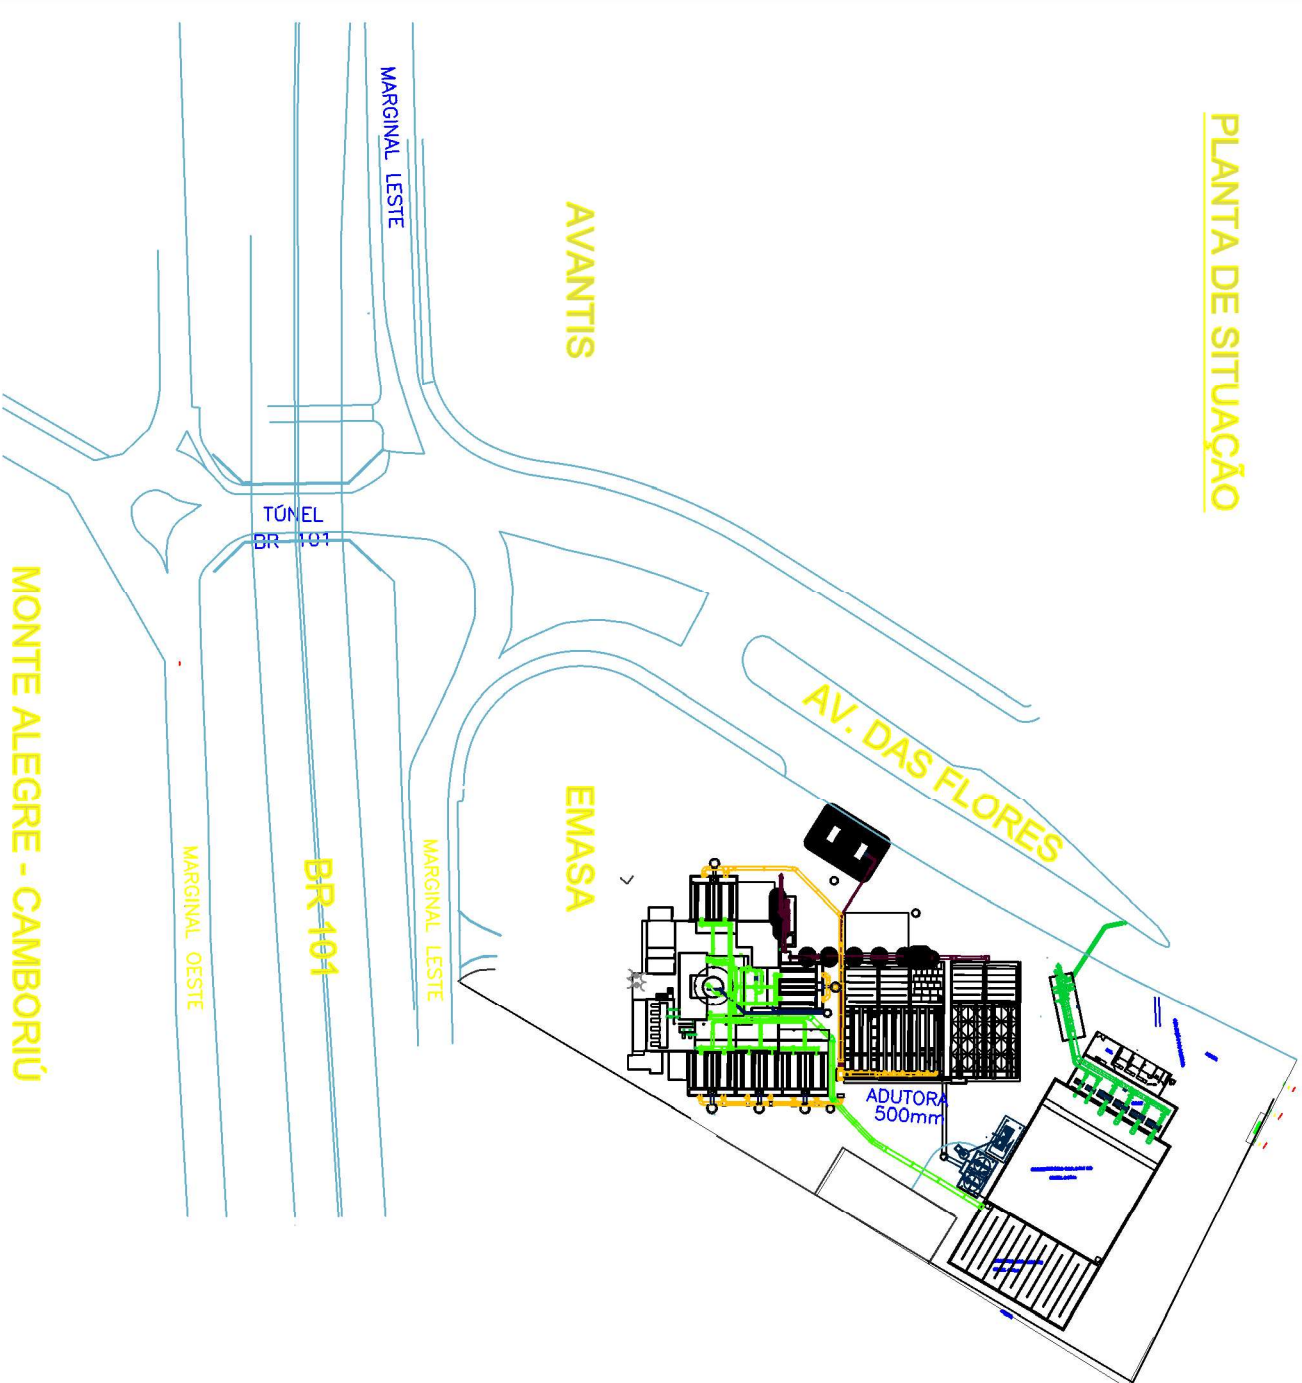 PLANTA DE SITUAÇÃO
MARGINAL LESTE
AVANTIS
TÚNEL
BR 101
MONTE ALEGRE - CAMBORIÚ
AV. DAS FLORES
EMASA
MARGINAL OESTE
BR 101
MARGINAL LESTE
ADUTORA
500mm